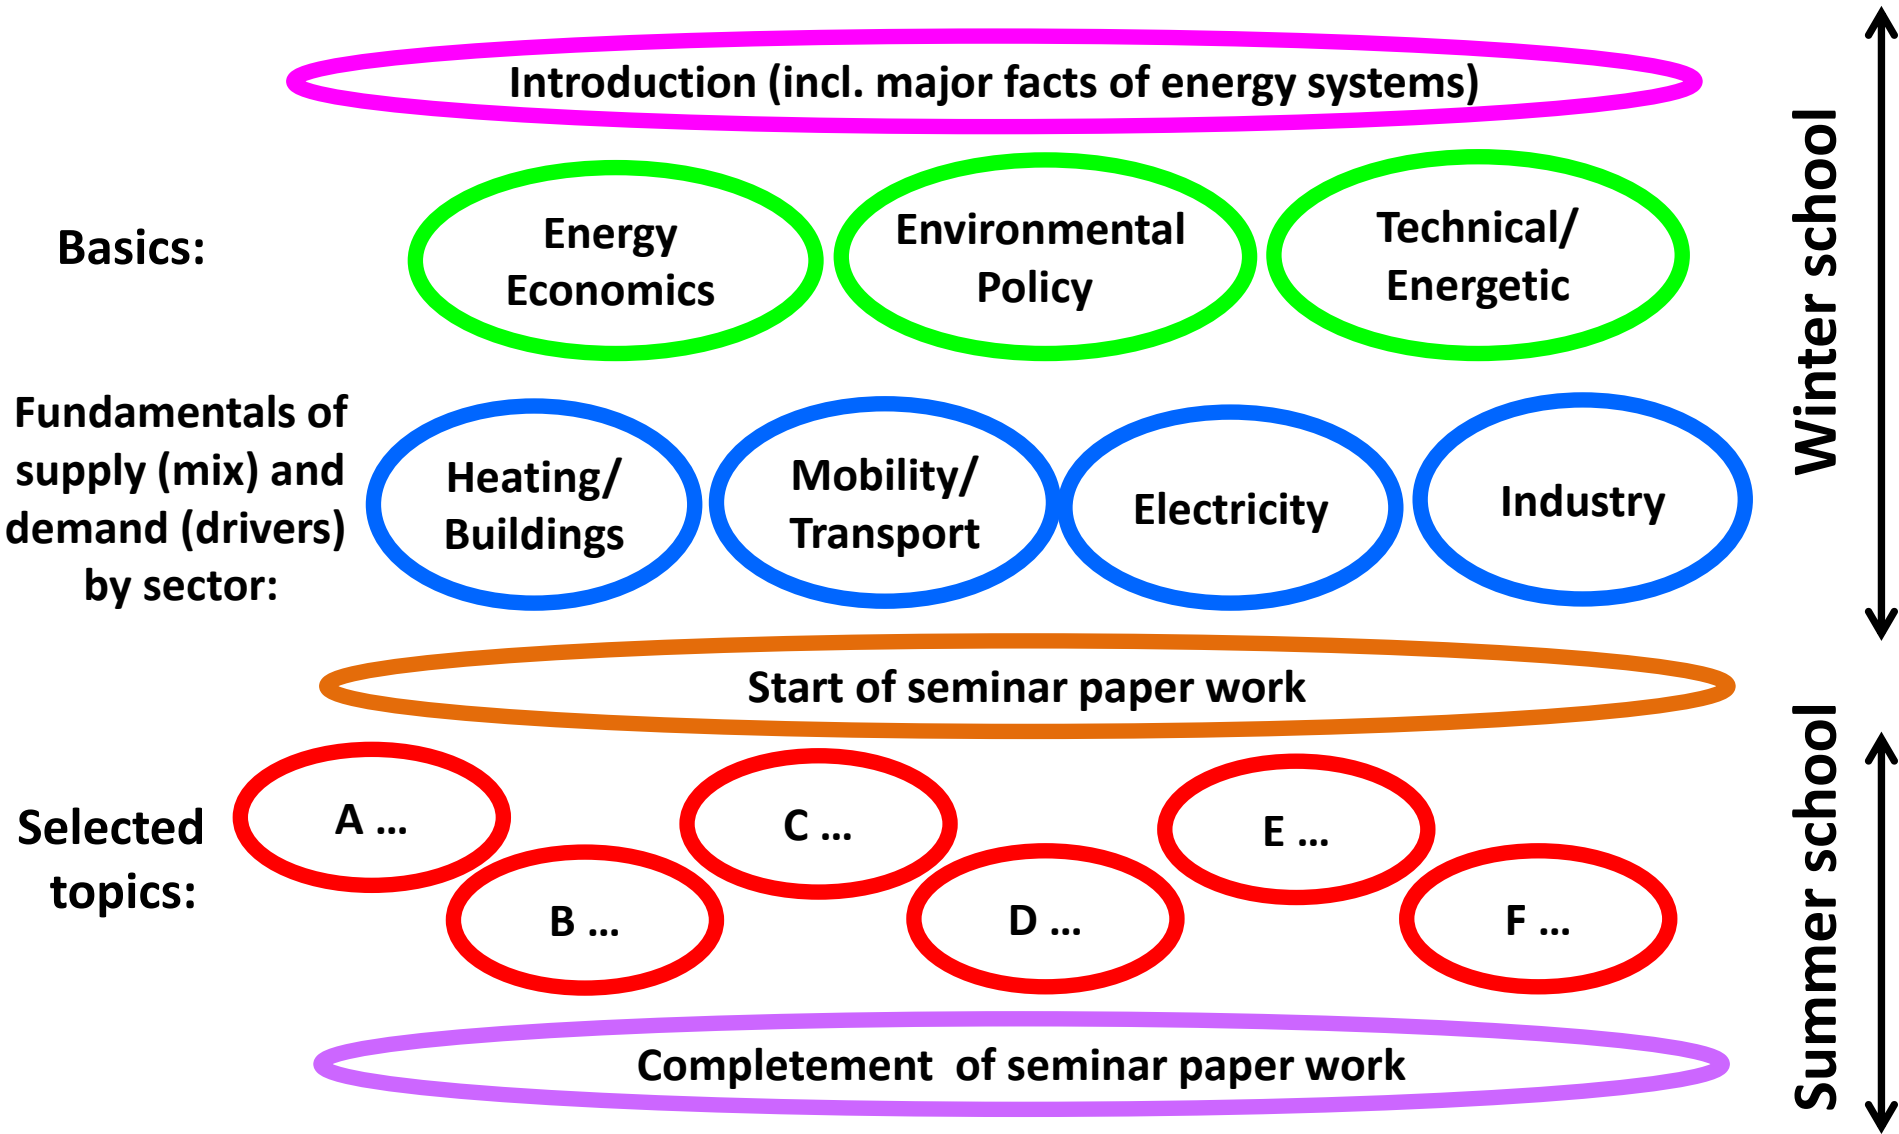 Introduction (incl. major facts of energy systems)
Basics:
Energy
Economics
Environmental
Policy
Technical/
Energetic
Fundamentals of
supply (mix) and
demand (drivers)
by sector:
Heating/
Buildings
Mobility/
Transport
Electricity
Industry
Winter school
Start of seminar paper work
Selected
topics:
A ...
B ...
C ...
D ...
E ...
F ...
Completement  of seminar paper work
Summer school